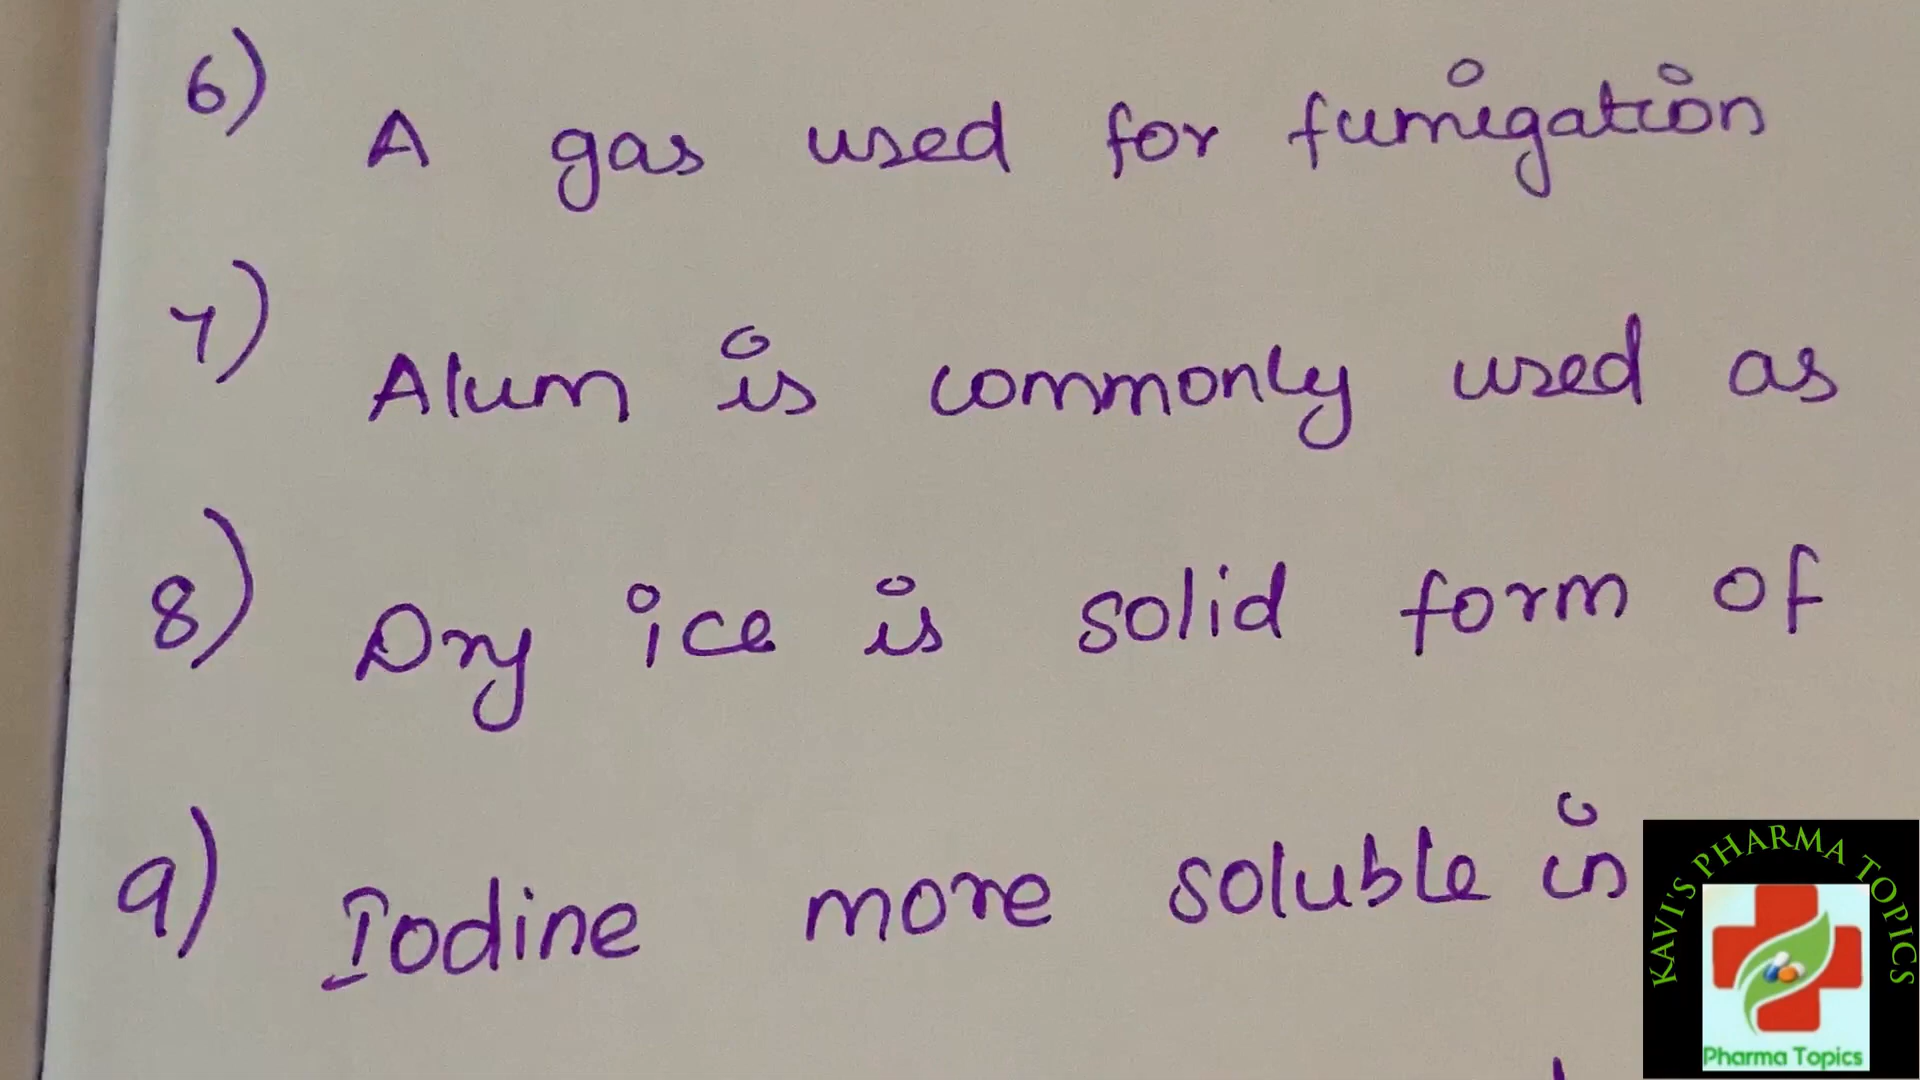 6) A gas used for fumigation
7) Alum is commonly used as
8) Dry ice is solid form of
9) Iodine more soluble in
KAVI'S PHARMA TOPICS
Pharma Topics